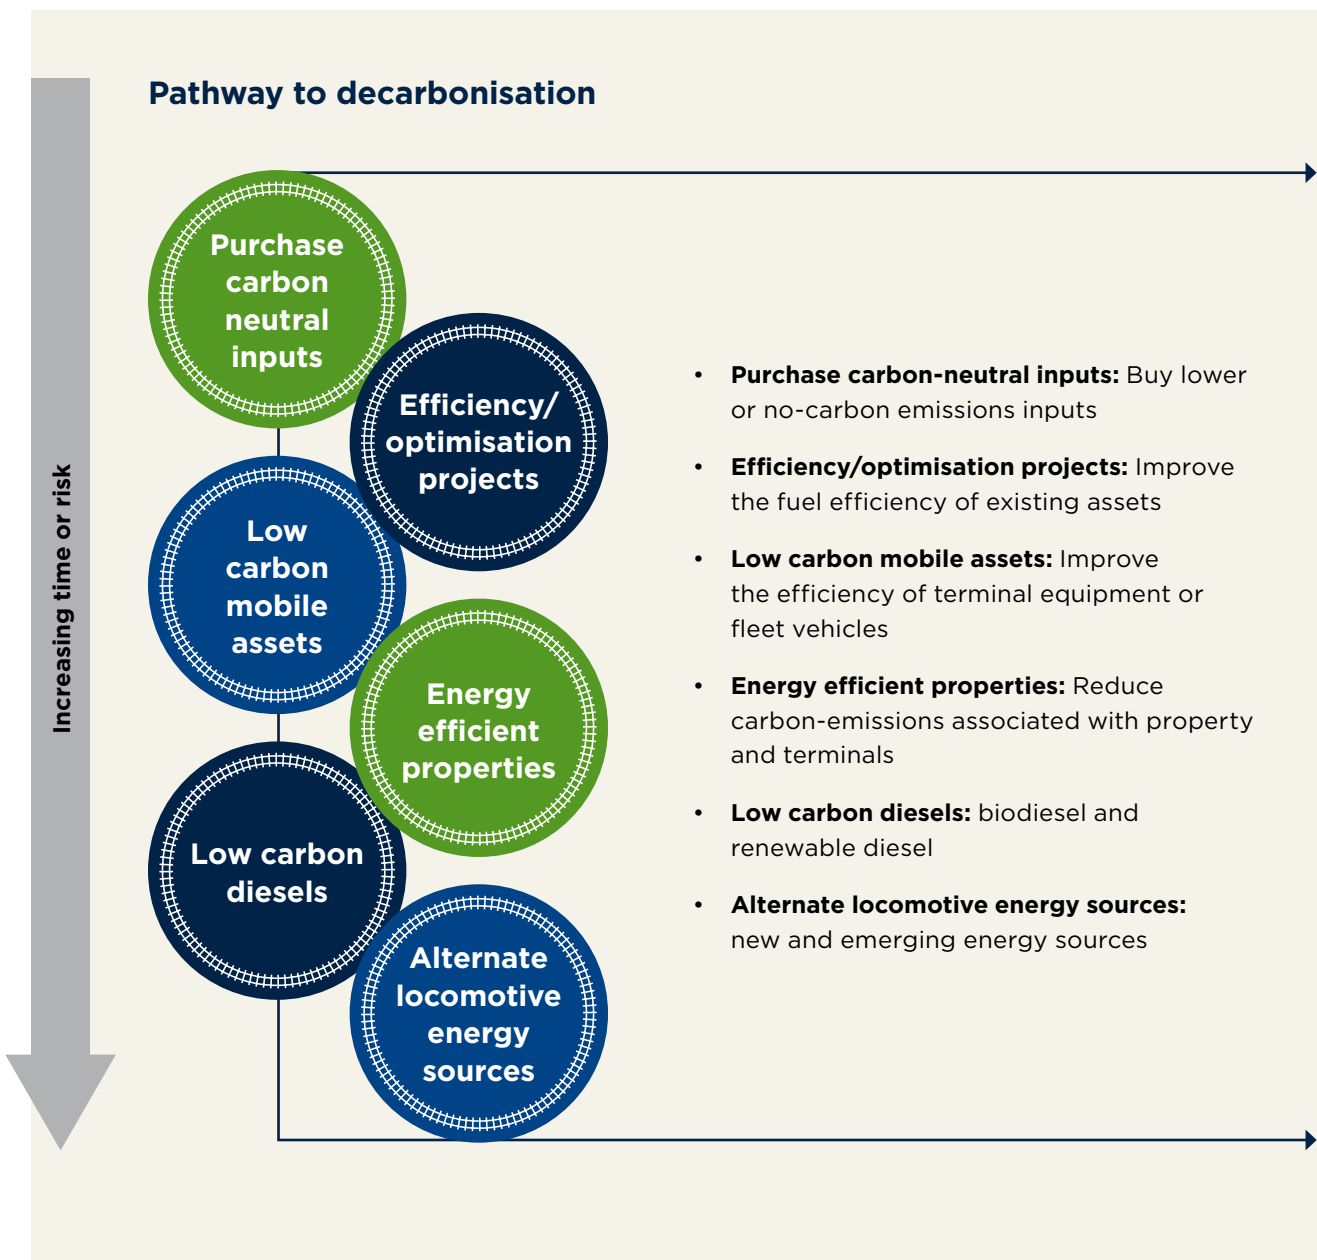 Pathway to decarbonisation
Increasing time or risk
Purchase
carbon
neutral
inputs
Efficiency/
optimisation
projects
Low
carbon
mobile
assets
Energy
efficient
properties
Low carbon
diesels
Alternate
locomotive
energy
sources
• Purchase carbon-neutral inputs: Buy lower
or no-carbon emissions inputs
• Efficiency/optimisation projects: Improve
the fuel efficiency of existing assets
• Low carbon mobile assets: Improve
the efficiency of terminal equipment or
fleet vehicles
• Energy efficient properties: Reduce
carbon-emissions associated with property
and terminals
• Low carbon diesels: biodiesel and
renewable diesel
• Alternate locomotive energy sources:
new and emerging energy sources